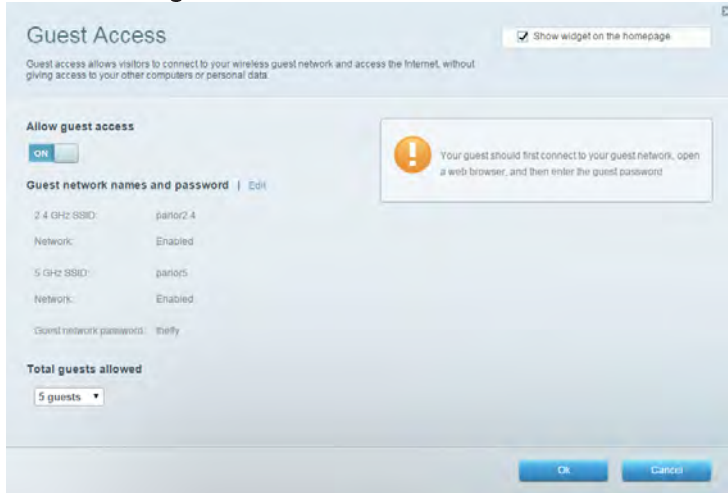 Guest Access
Show widget on the homepage
Guest access allows visitors to connect to your wireless guest network and access the Internet, without
giving access to your other computers or personal data.
Allow guest access
ON
Your guest should first connect to your guest network, open
a web browser, and then enter the guest password
Guest network names and password | Edit
2.4 GHz SSID:
Network: Enabled
5 GHz SSID:
Network: Enabled
Guest network password:
Total guests allowed
5 guests
Ok Cancel